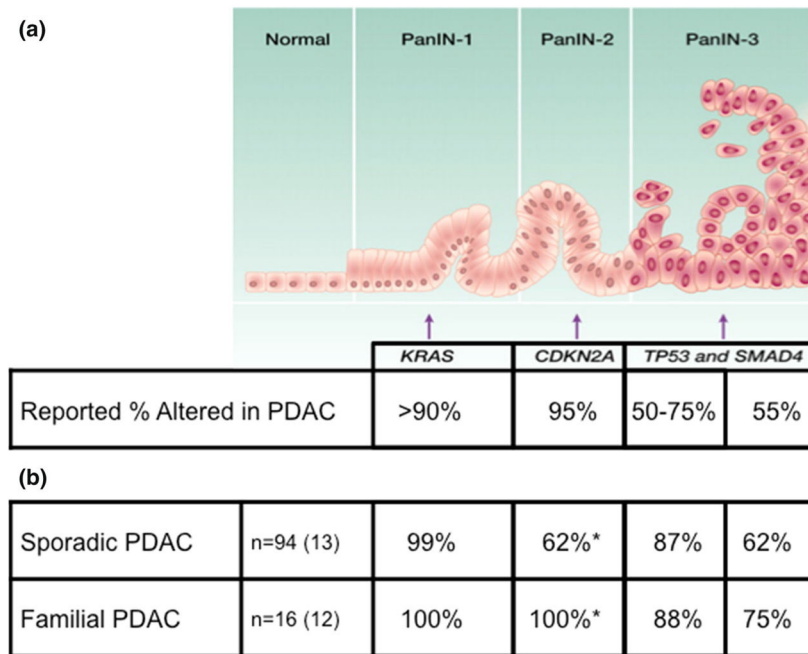 (a)
Normal PanIN-1 PanIN-2 PanIN-3
KRAS CDKN2A TP53 and SMAD4
Reported % Altered in PDAC >90% 95% 50-75% 55%
(b)
Sporadic PDAC n=94 (13) 99% 62%* 87% 62%
Familial PDAC n=16 (12) 100% 100%* 88% 75%